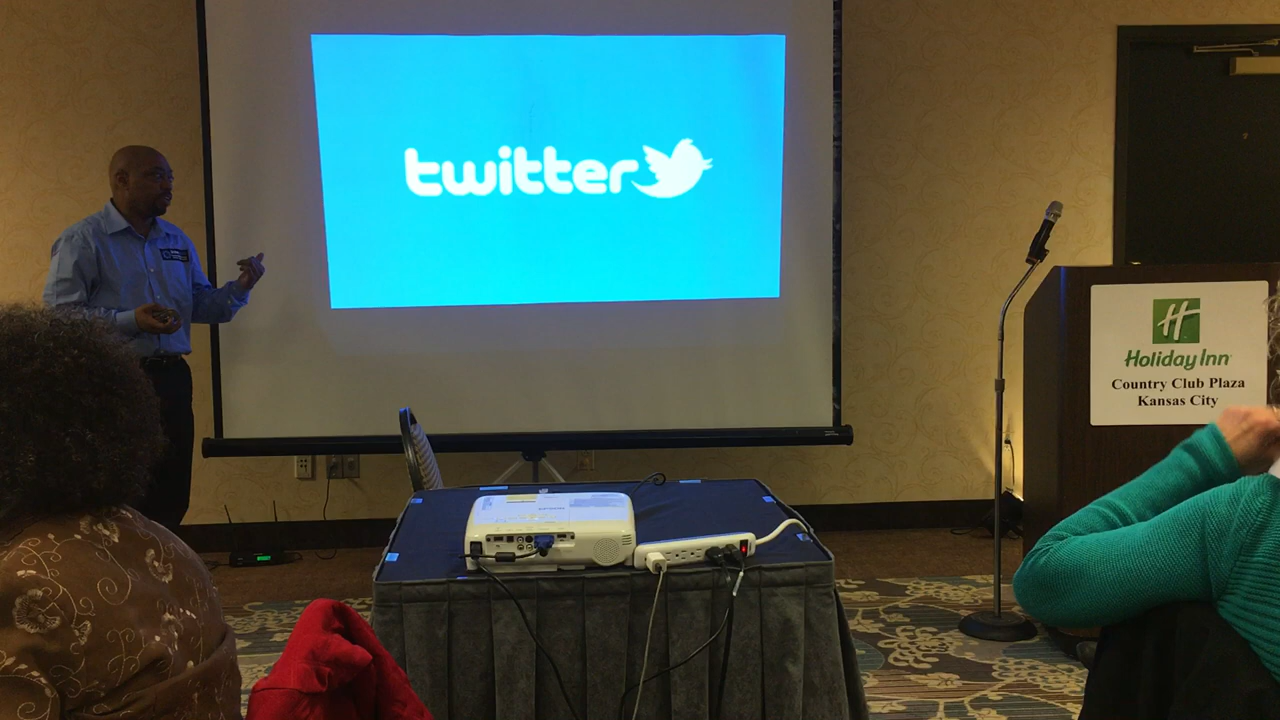 twitter
H
Holiday Inn
Country Club Plaza
Kansas City